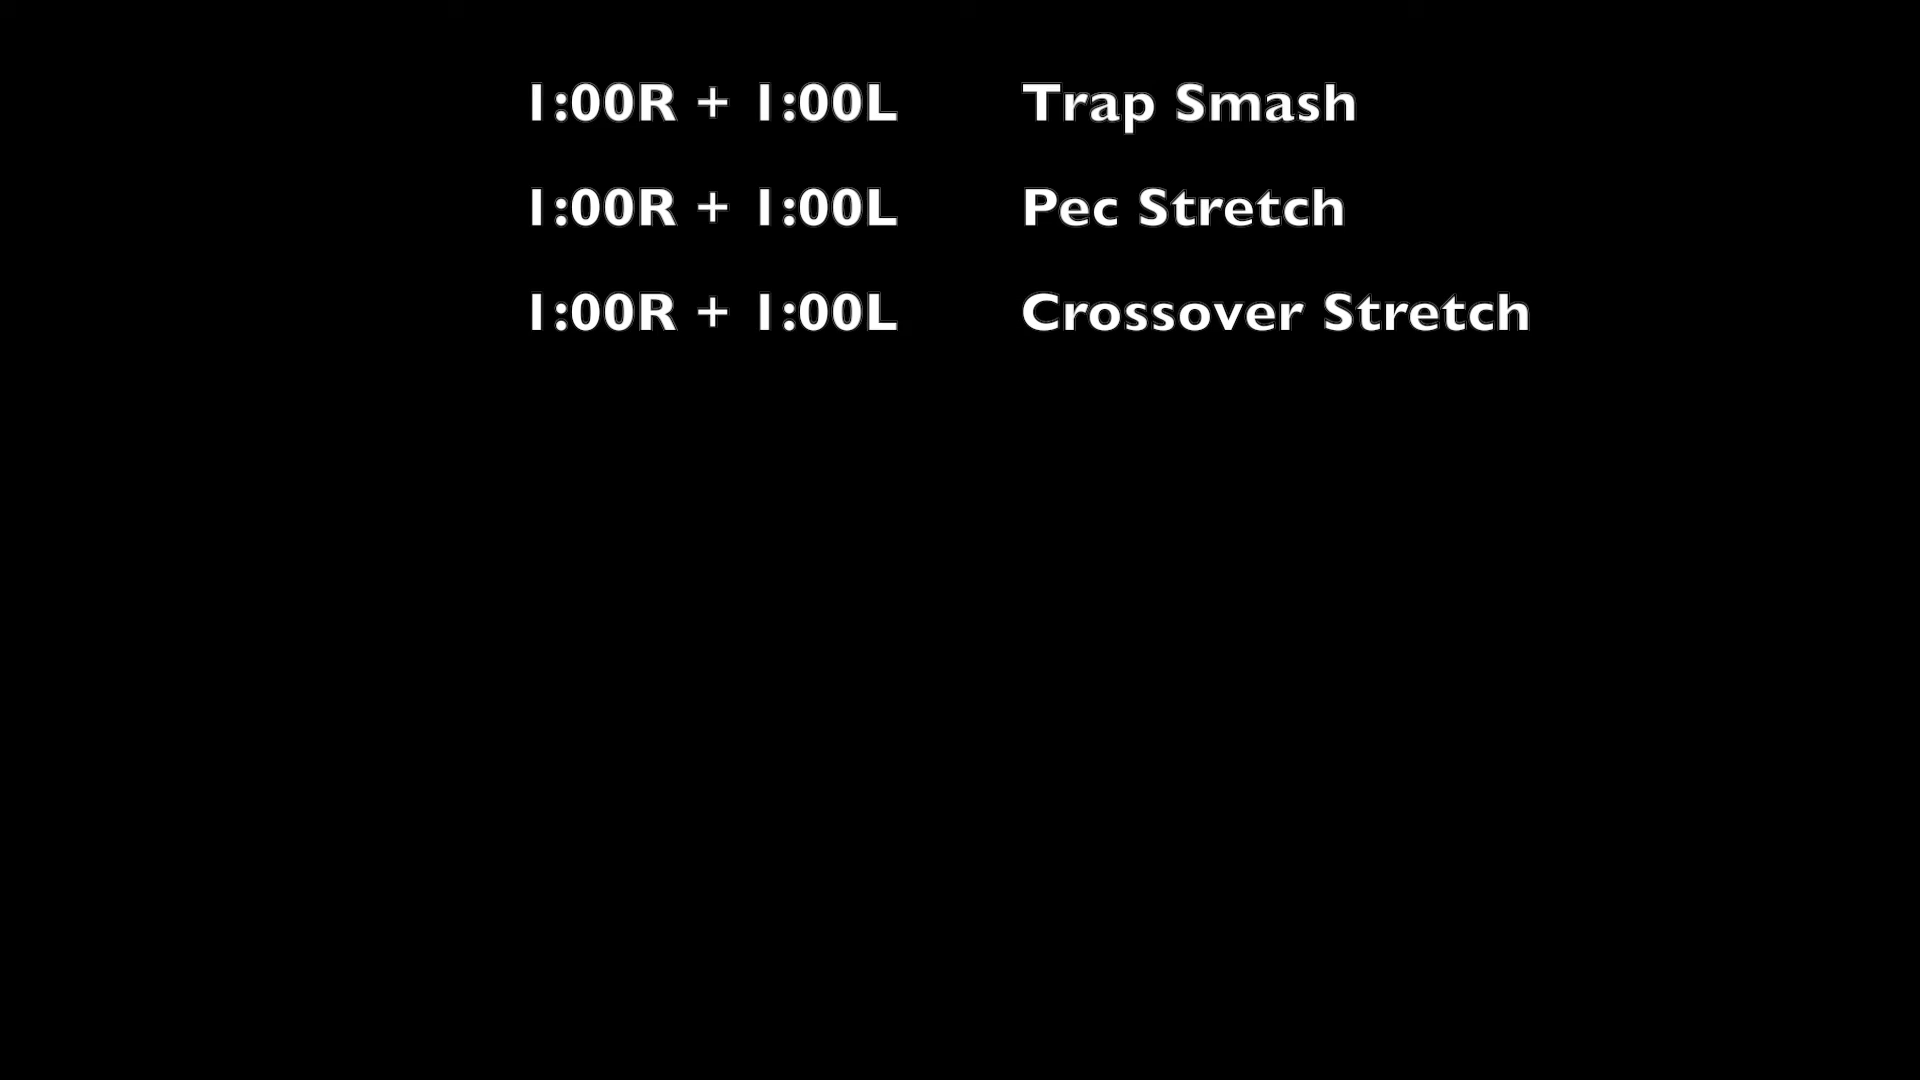 1:00R + 1:00L Trap Smash
1:00R + 1:00L Pec Stretch
1:00R + 1:00L Crossover Stretch